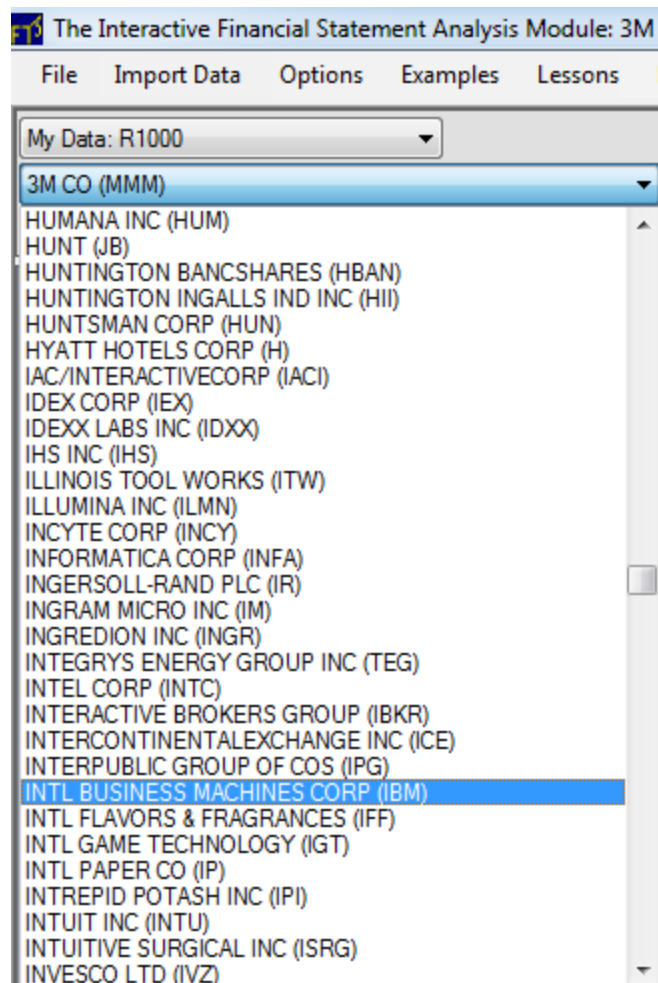 FT The Interactive Financial Statement Analysis Module: 3M
File Import Data Options Examples Lessons
My Data: R1000
3M CO (MMM)
HUMANA INC (HUM)
HUNT (JB)
HUNTINGTON BANCSHARES (HBAN)
HUNTINGTON INGALLS IND INC (HII)
HUNTSMAN CORP (HUN)
HYATT HOTELS CORP (H)
IAC/INTERACTIVECORP (IACI)
IDEX CORP (IEX)
IDEXX LABS INC (IDXX)
IHS INC (IHS)
ILLINOIS TOOL WORKS (ITW)
ILLUMINA INC (ILMN)
INCYTE CORP (INCY)
INFORMATICA CORP (INFA)
INGERSOLL-RAND PLC (IR)
INGRAM MICRO INC (IM)
INGREDION INC (INGR)
INTEGRYS ENERGY GROUP INC (TEG)
INTEL CORP (INTC)
INTERACTIVE BROKERS GROUP (IBKR)
INTERCONTINENTALEXCHANGE INC (ICE)
INTERPUBLIC GROUP OF COS (IPG)
INTL BUSINESS MACHINES CORP (IBM)
INTL FLAVORS & FRAGRANCES (IFF)
INTL GAME TECHNOLOGY (IGT)
INTL PAPER CO (IP)
INTREPID POTASH INC (IPI)
INTUIT INC (INTU)
INTUITIVE SURGICAL INC (ISRG)
INVESCO LTD (IVZ)